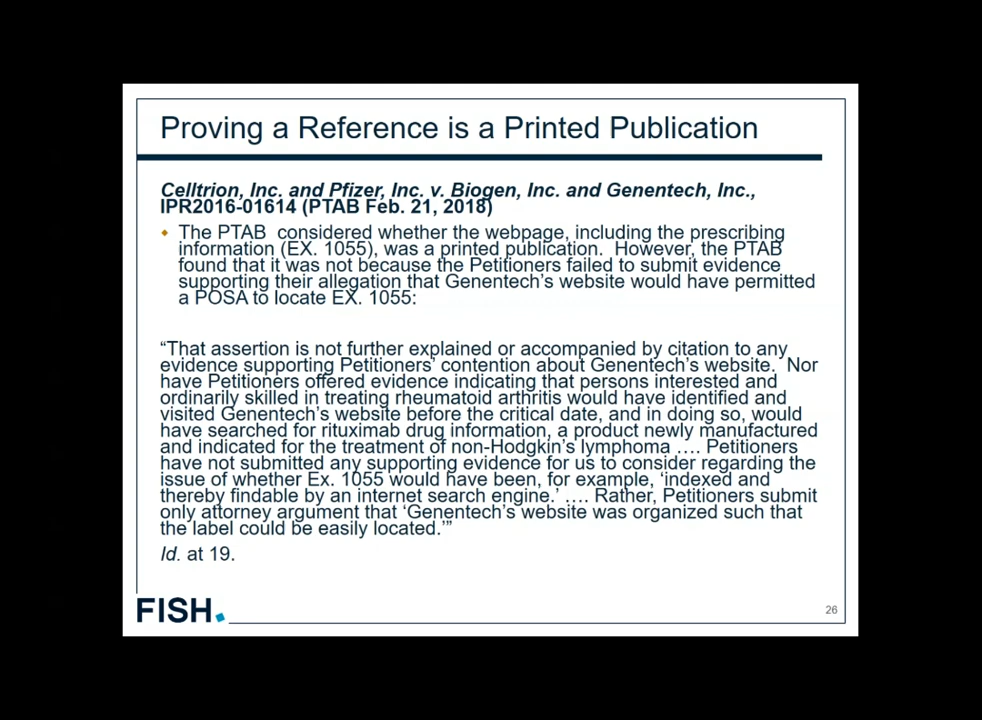 Proving a Reference is a Printed Publication
Celltrion, Inc. and Pfizer, Inc. v. Biogen, Inc. and Genentech, Inc.,
IPR2016-01614 (PTAB Feb. 21, 2018)
The PTAB considered whether the webpage, including the prescribing
information (EX. 1055), was a printed publication. However, the PTAB
found that it was not because the Petitioners failed to submit evidence
supporting their allegation that Genentech's website would have permitted
a POSA to locate EX. 1055:
“That assertion is not further explained or accompanied by citation to any
evidence supporting Petitioners' contention about Genentech's website. Nor
have Petitioners offered evidence indicating that persons interested and
ordinarily skilled in treating rheumatoid arthritis would have identified and
visited Genentech's website before the critical date, and in doing so, would
have searched for rituximab drug information, a product newly manufactured
and indicated for the treatment of non-Hodgkin's lymphoma …. Petitioners
have not submitted any supporting evidence for us to consider regarding the
issue of whether Ex. 1055 would have been, for example, ‘indexed and
thereby findable by an internet search engine.’ …. Rather, Petitioners submit
only attorney argument that ‘Genentech's website was organized such that
the label could be easily located.’”
Id. at 19.
FISH.
26